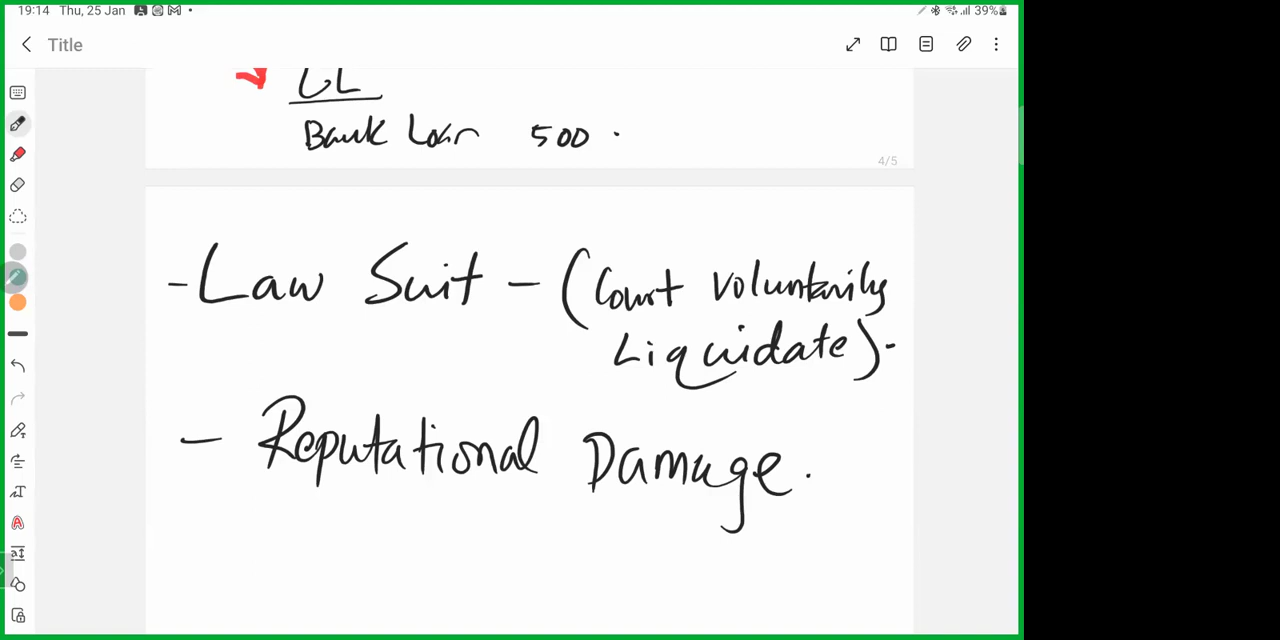 19:14 Thu, 25 Jan
39%
Title
CL
Bank Loan 500 .
4/5
- Law Suit - (Court voluntarily
Liquidate).
- Reputational Damage.